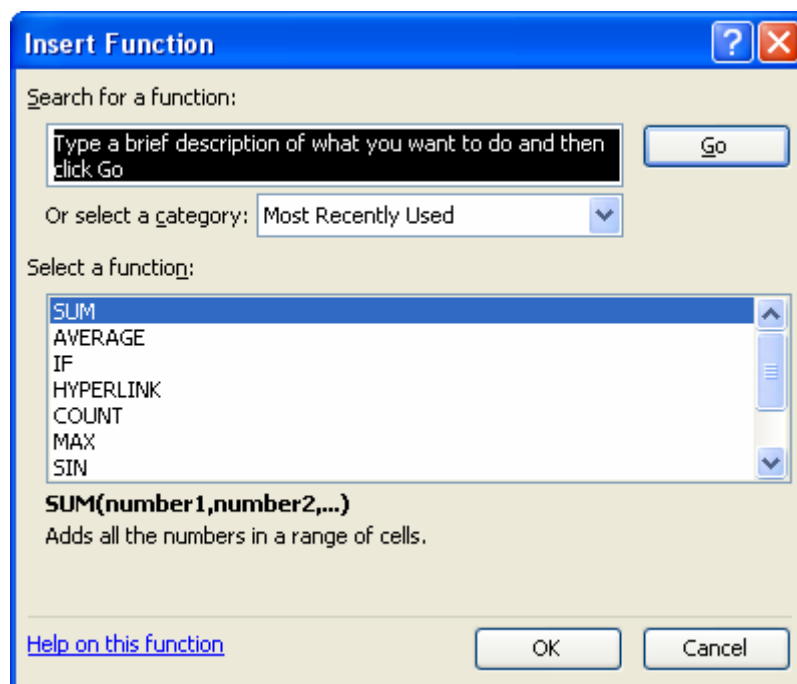 Insert Function
Search for a function:
Type a brief description of what you want to do and then
click Go
Go
Or select a category: Most Recently Used
Select a function:
SUM
AVERAGE
IF
HYPERLINK
COUNT
MAX
SIN
SUM(number1,number2,...)
Adds all the numbers in a range of cells.
Help on this function
OK
Cancel